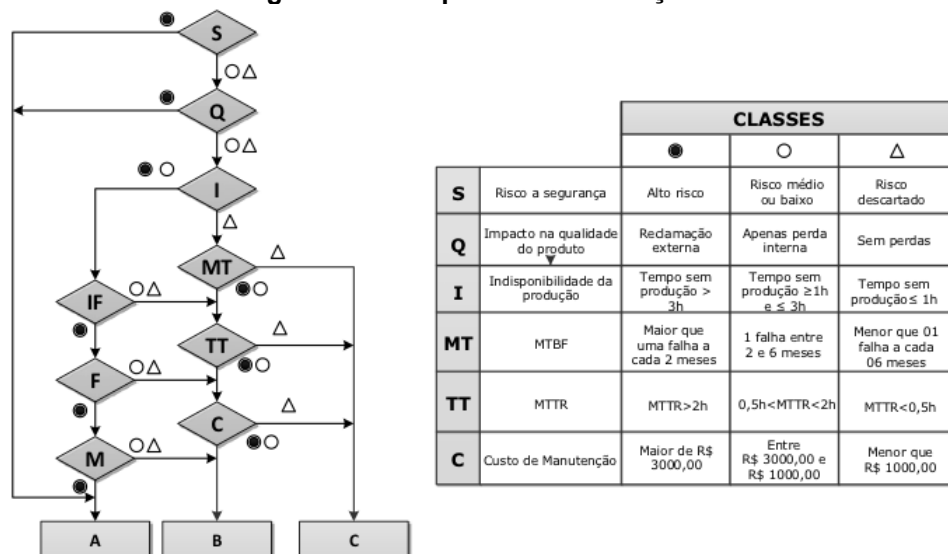 S
Q
I
MT
IF
TT
F
C
M
A
B
C
CLASSES
S
Risco a segurança
Alto risco
Risco médio
ou baixo
Risco
descartado
Q
Impacto na qualidade
do produto
Reclamação
externa
Apenas perda
interna
Sem perdas
I
Indisponibilidade da
produção
Tempo sem
produção >
3h
Tempo sem
produção ≥1h
e ≤ 3h
Tempo sem
produção≤ 1h
MT
MTBF
Maior que
uma falha a
cada 2 meses
1 falha entre
2 e 6 meses
Menor que 01
falha a cada
06 meses
TT
MTTR
MTTR>2h
0,5h<MTTR<2h
MTTR<0,5h
C
Custo de Manutenção
Maior de R$
3000,00
Entre
R$ 3000,00 e
R$ 1000,00
Menor que
R$ 1000,00